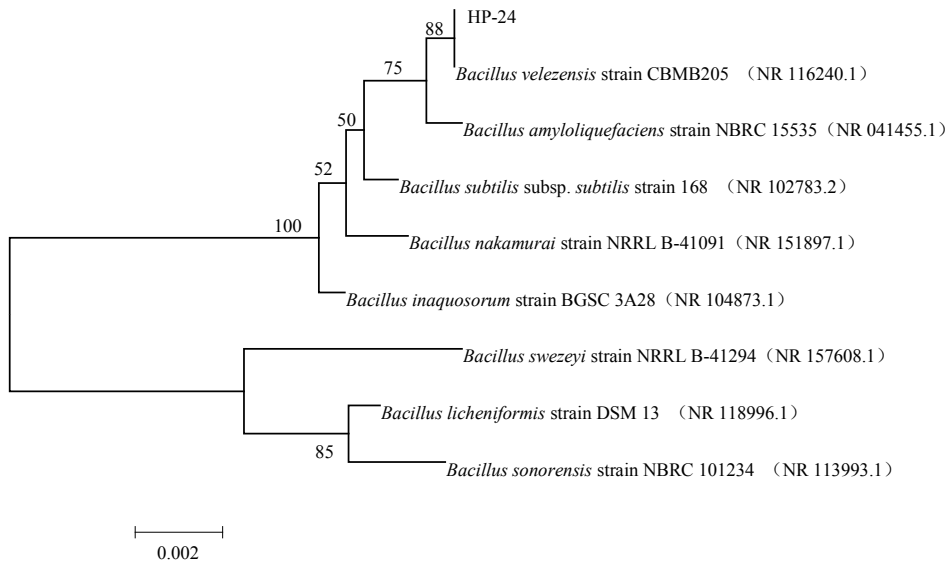 HP-24
88
Bacillus velezensis strain CBMB205 （NR 116240.1）
75
Bacillus amyloliquefaciens strain NBRC 15535（NR 041455.1）
50
Bacillus subtilis subsp. subtilis strain 168 （NR 102783.2）
52
Bacillus nakamurai strain NRRL B-41091（NR 151897.1）
100
Bacillus inaquosorum strain BGSC 3A28（NR 104873.1）
Bacillus swezeyi strain NRRL B-41294（NR 157608.1）
Bacillus licheniformis strain DSM 13 （NR 118996.1）
85
Bacillus sonorensis strain NBRC 101234 （NR 113993.1）
0.002